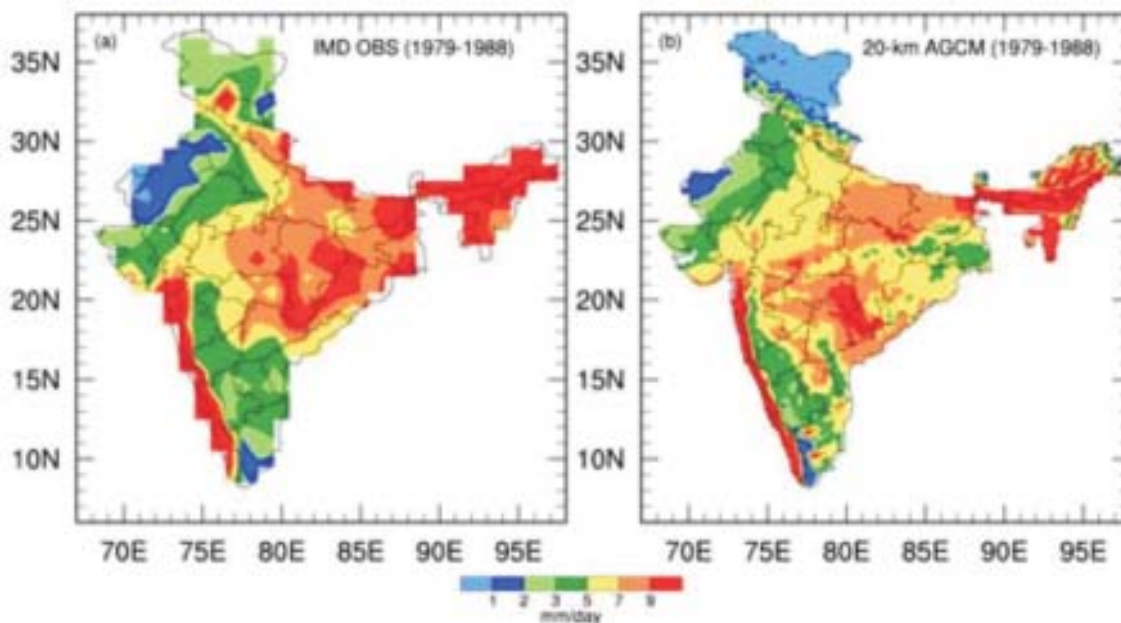 (a) IMD OBS (1979-1988)
(b) 20-km AGCM (1979-1988)
35N 35N
30N 30N
25N 25N
20N 20N
15N 15N
10N 10N
70E 75E 80E 85E 90E 95E 70E 75E 80E 85E 90E 95E
1 2 3 5 7 9
mm/day